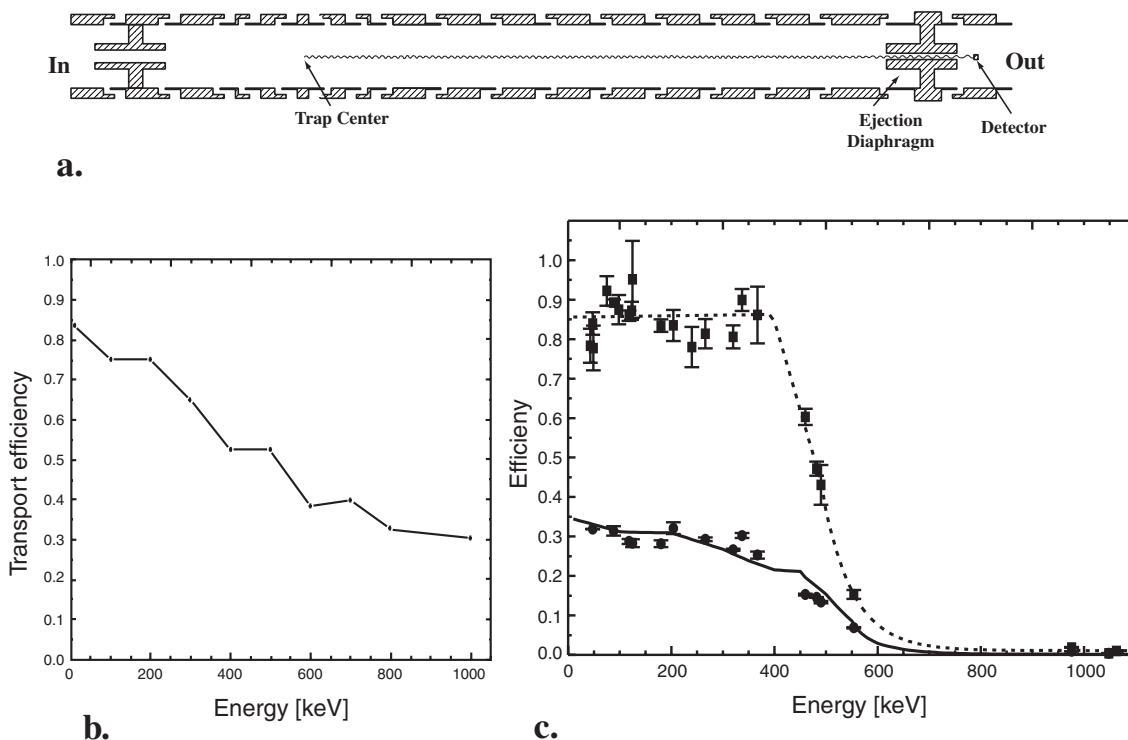 In
Out
Trap Center
Ejection
Diaphragm
Detector
a.
Transport efficiency
1.0
0.9
0.8
0.7
0.6
0.5
0.4
0.3
0.2
0.1
0.0
0 200 400 600 800 1000
Energy [keV]
b.
Efficieny
1.0
0.9
0.8
0.7
0.6
0.5
0.4
0.3
0.2
0.1
0.0
0 200 400 600 800 1000
Energy [keV]
c.